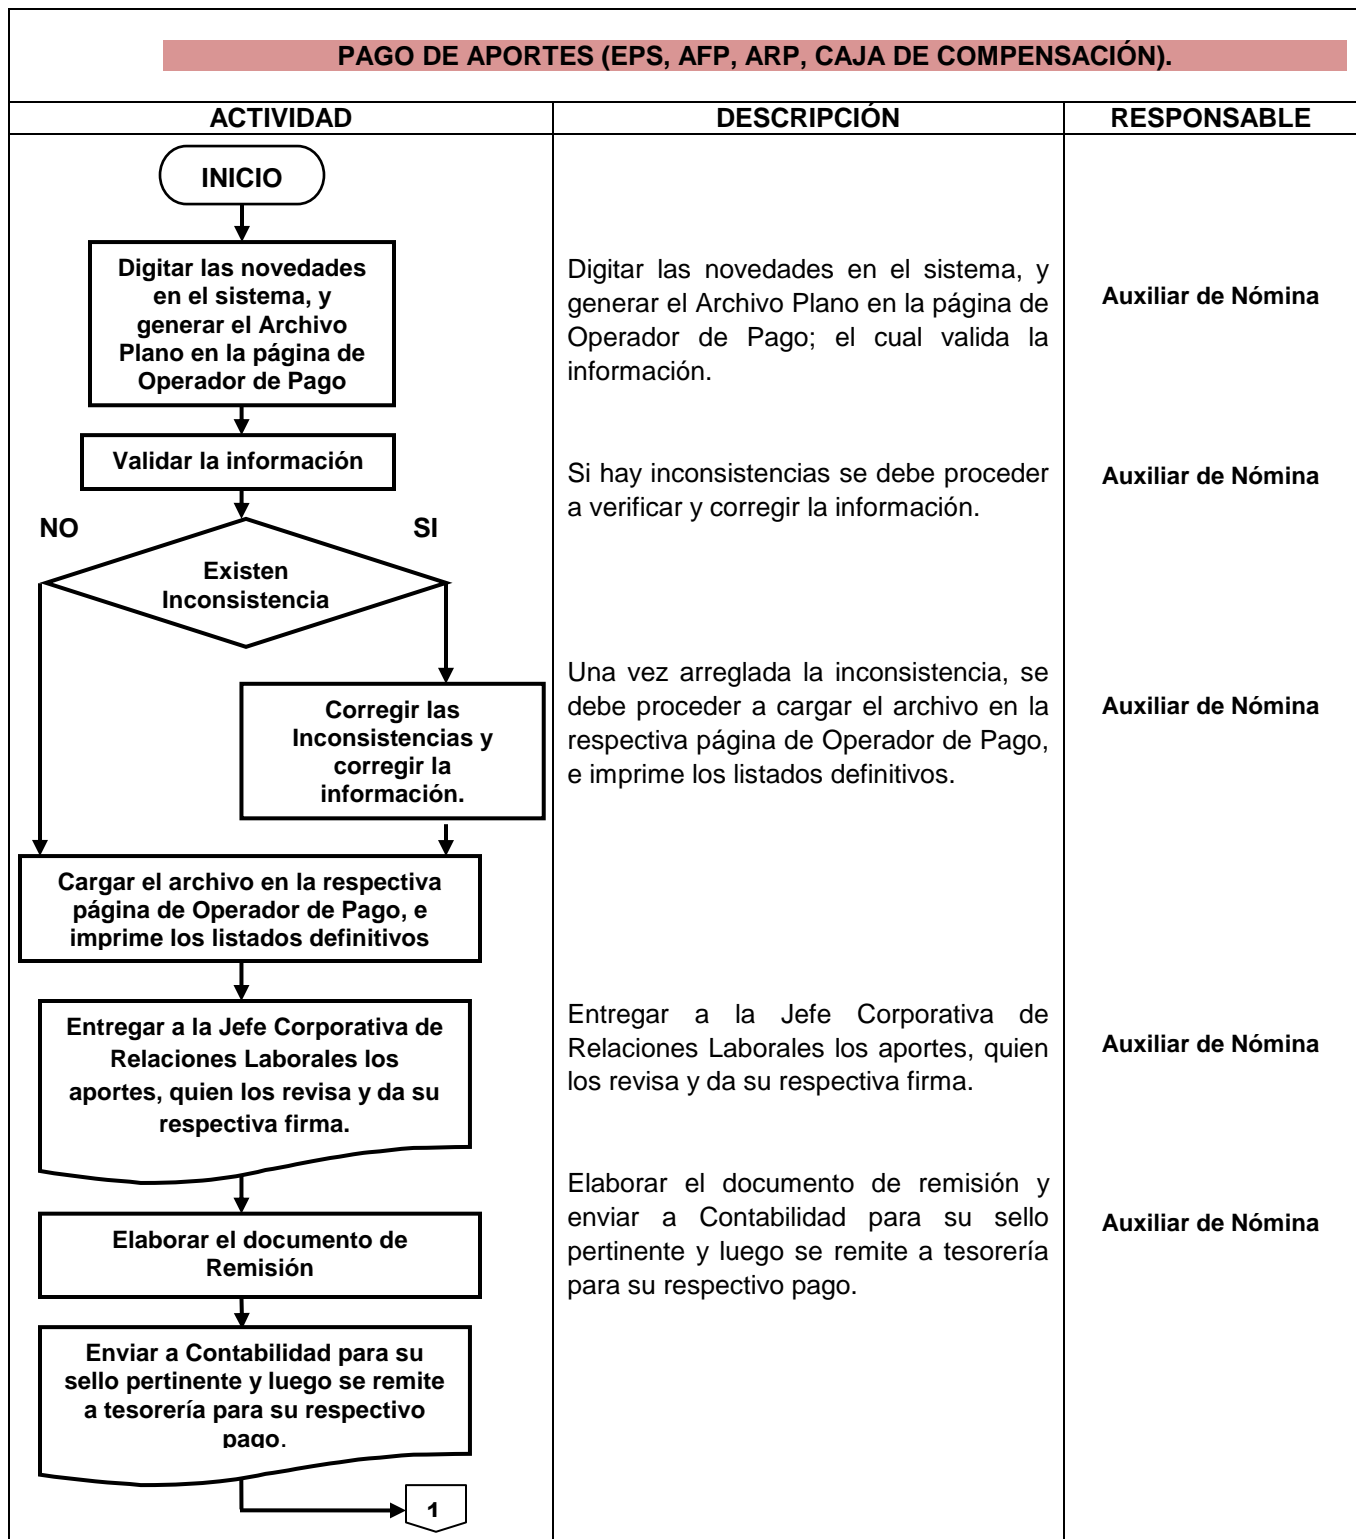 PAGO DE APORTES (EPS, AFP, ARP, CAJA DE COMPENSACIÓN).
ACTIVIDAD
DESCRIPCIÓN
RESPONSABLE
INICIO
Digitar las novedades
en el sistema, y
generar el Archivo
Plano en la página de
Operador de Pago
Digitar las novedades en el sistema, y
generar el Archivo Plano en la página de
Operador de Pago; el cual valida la
información.
Auxiliar de Nómina
Validar la información
Si hay inconsistencias se debe proceder
a verificar y corregir la información.
Auxiliar de Nómina
NO
SI
Existen
Inconsistencia
Corregir las
Inconsistencias y
corregir la
información.
Una vez arreglada la inconsistencia, se
debe proceder a cargar el archivo en la
respectiva página de Operador de Pago,
e imprime los listados definitivos.
Auxiliar de Nómina
Cargar el archivo en la respectiva
página de Operador de Pago, e
imprime los listados definitivos
Entregar a la Jefe Corporativa de
Relaciones Laborales los
aportes, quien los revisa y da su
respectiva firma.
Entregar a la Jefe Corporativa de
Relaciones Laborales los aportes, quien
los revisa y da su respectiva firma.
Auxiliar de Nómina
Elaborar el documento de
Remisión
Elaborar el documento de remisión y
enviar a Contabilidad para su sello
pertinente y luego se remite a tesorería
para su respectivo pago.
Auxiliar de Nómina
Enviar a Contabilidad para su
sello pertinente y luego se remite
a tesorería para su respectivo
pago.
1